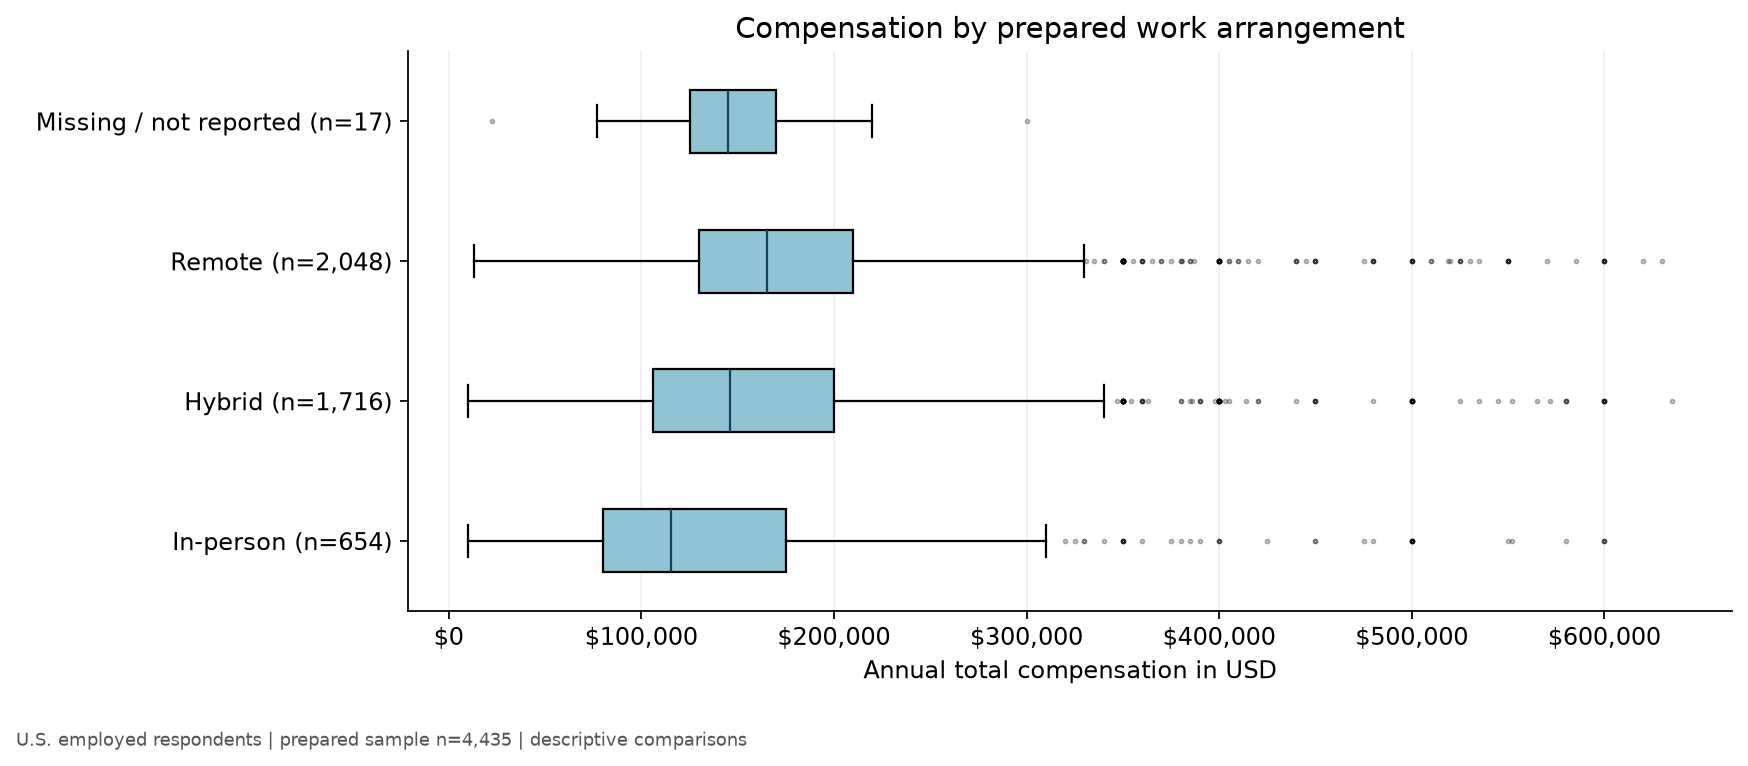 Compensation by prepared work arrangement
Missing / not reported (n=17)
Remote (n=2,048)
Hybrid (n=1,716)
In-person (n=654)
$0 $100,000 $200,000 $300,000 $400,000 $500,000 $600,000
Annual total compensation in USD
U.S. employed respondents | prepared sample n=4,435 | descriptive comparisons